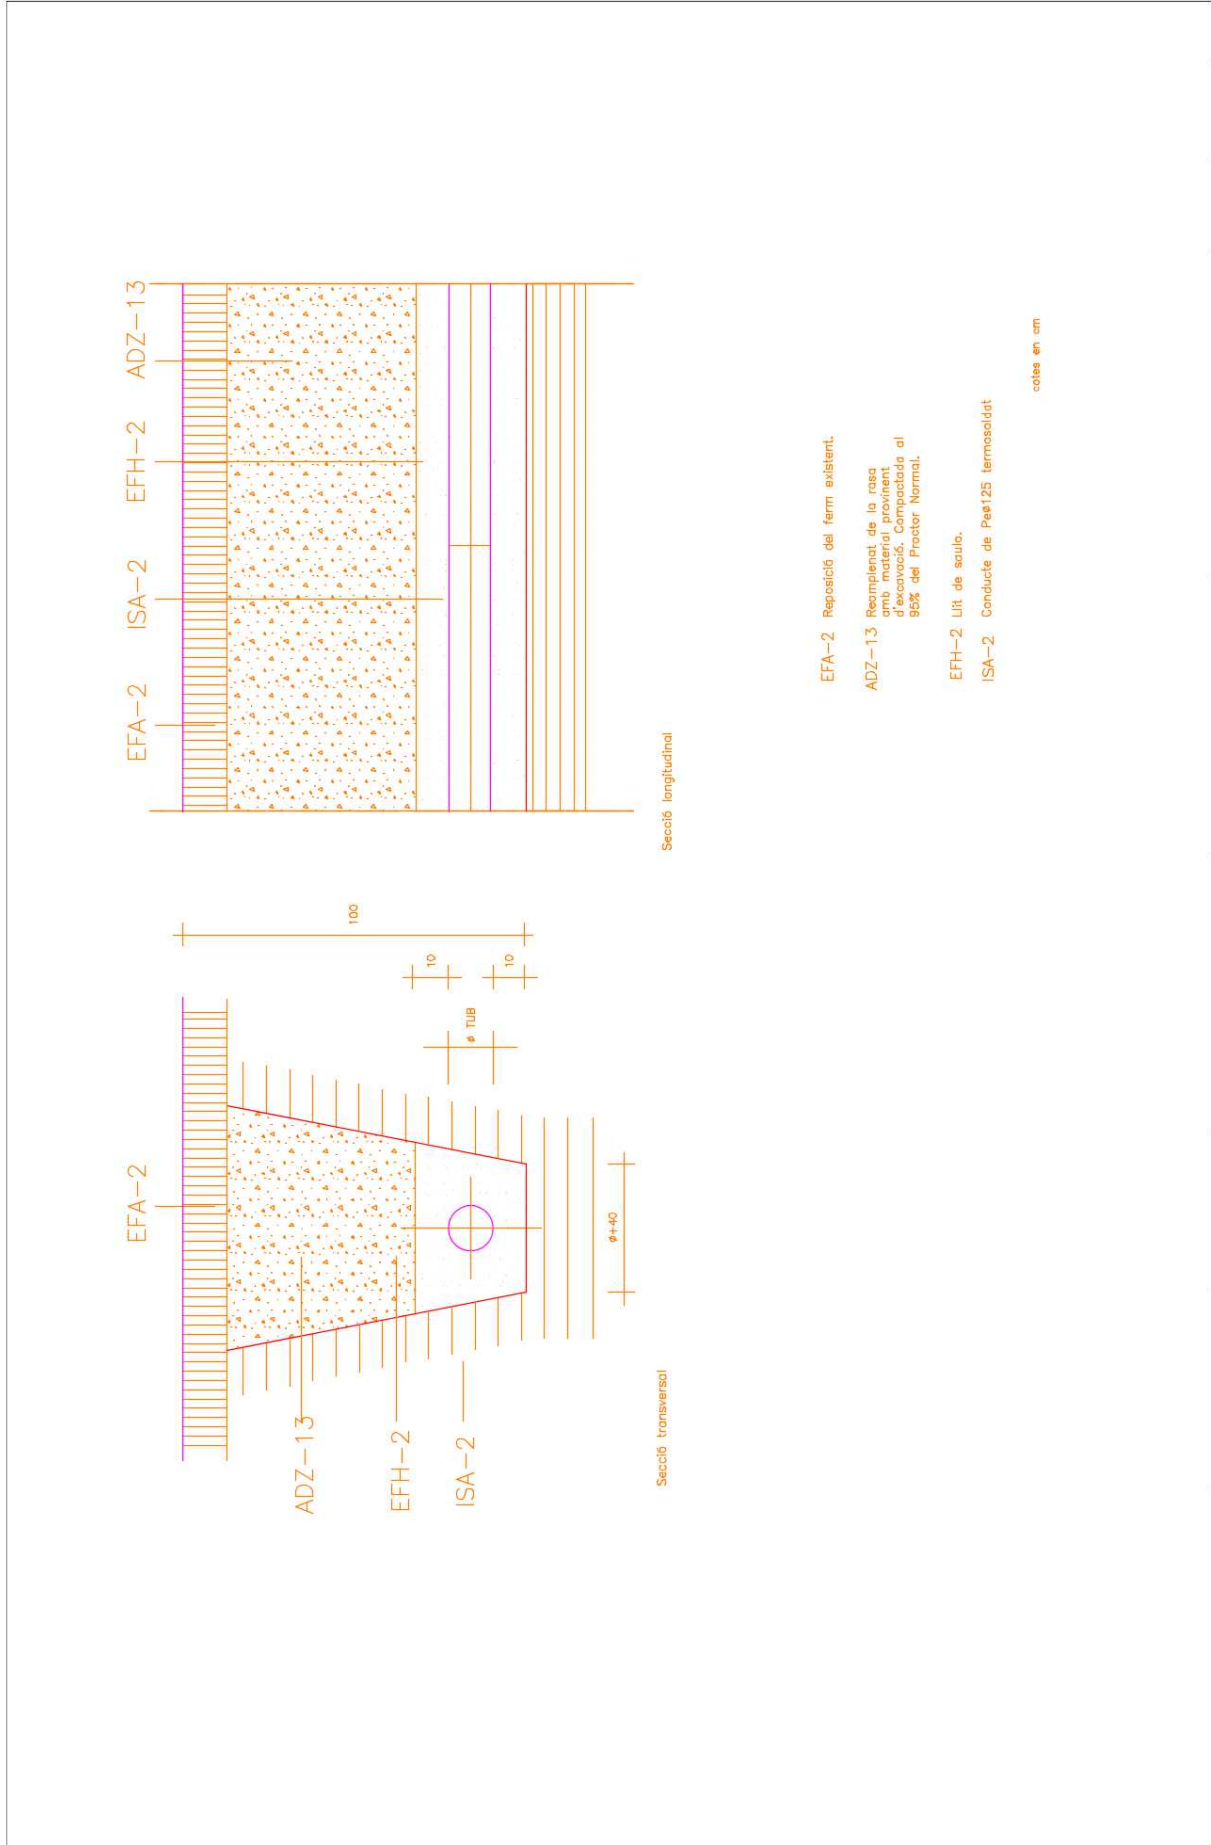 EFA-2
ADZ-13
EFH-2
ISA-2
100
10
10
ø TUB
ø+40
Secció transversal
EFA-2
ISA-2
EFH-2
ADZ-13
Secció longitudinal
EFA-2 Reposició del ferm existent.
ADZ-13 Reomplenat de la rasa
amb material provinent
d'excavació. Compactada al
95% del Proctor Normal.
EFH-2 Llit de saulo.
ISA-2 Conducte de Peø125 termosoldat
cotes en cm